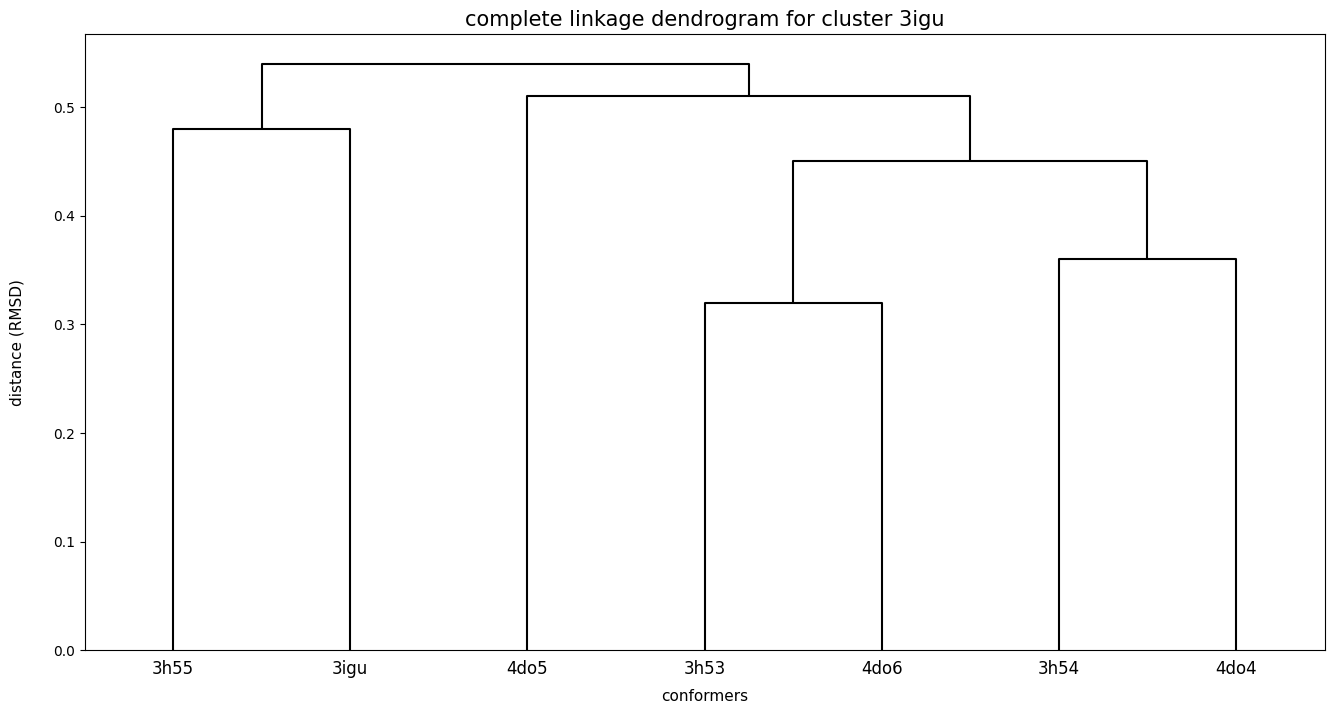 complete linkage dendrogram for cluster 3igu
distance (RMSD)
0.5
0.4
0.3
0.2
0.1
0.0
3h55 3igu 4do5 3h53 4do6 3h54 4do4
conformers